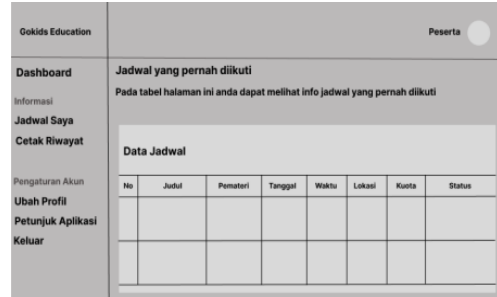 Gokids Education
Peserta
Dashboard
Informasi
Jadwal Saya
Cetak Riwayat
Pengaturan Akun
Ubah Profil
Petunjuk Aplikasi
Keluar
Jadwal yang pernah diikuti
Pada tabel halaman ini anda dapat melihat info jadwal yang pernah diikuti
Data Jadwal
No Judul Pemateri Tanggal Waktu Lokasi Kuota Status